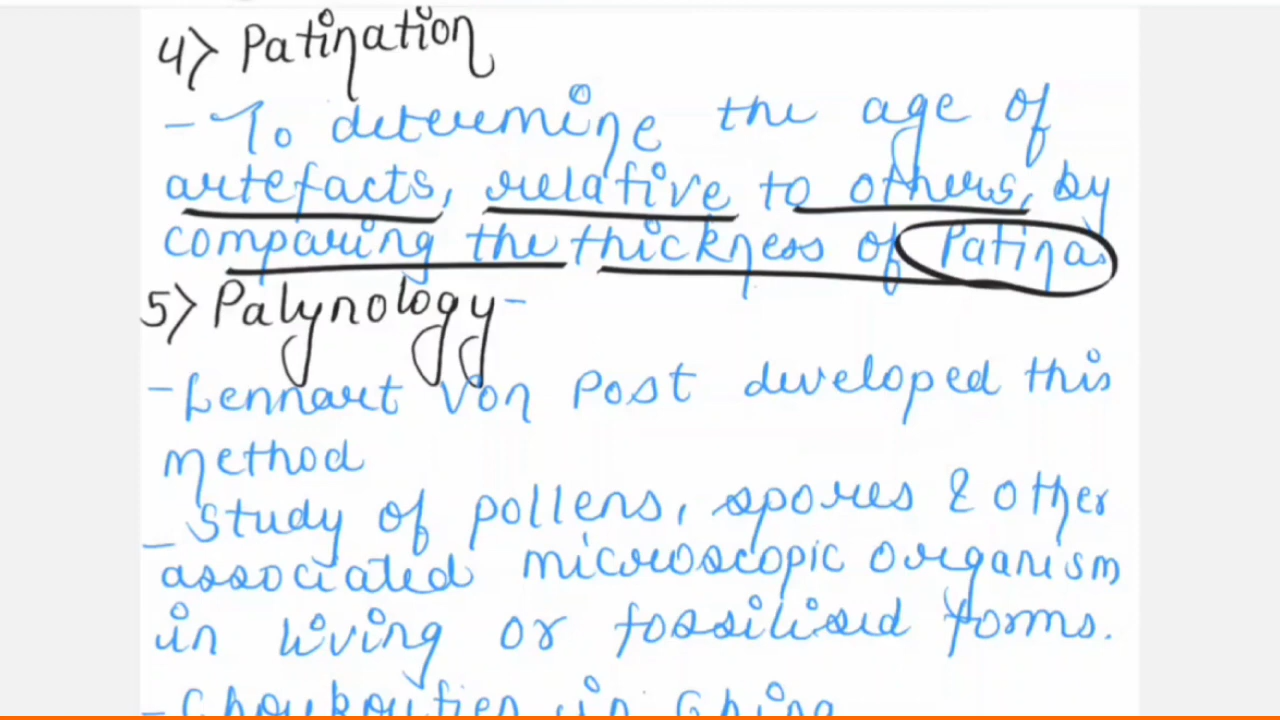 4> Patination
- To determine the age of
artefacts, relative to others, by
comparing the thickness of Patina.
5> Palynology -
- Lennart Von Post developed this
method
- Study of pollens, spores & other
associated microscopic organism
in living or fossilised forms.
- in China